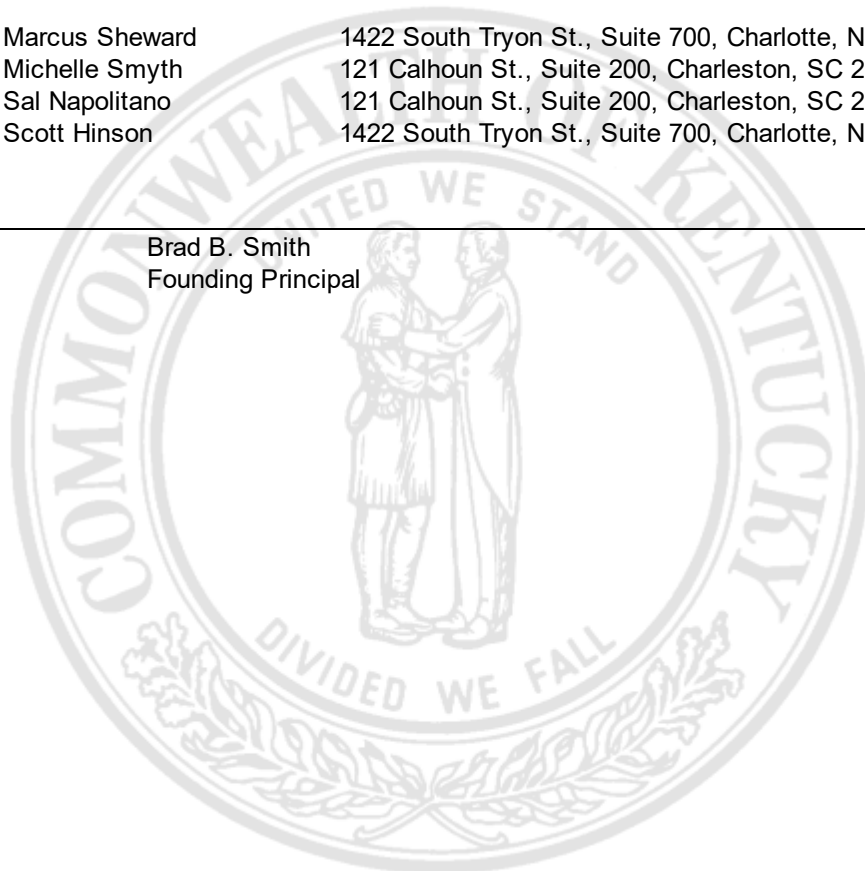 Marcus Sheward 1422 South Tryon St., Suite 700, Charlotte, N
Michelle Smyth 121 Calhoun St., Suite 200, Charleston, SC 2
Sal Napolitano 121 Calhoun St., Suite 200, Charleston, SC 2
Scott Hinson 1422 South Tryon St., Suite 700, Charlotte, N
Brad B. Smith
Founding Principal
COMMONWEALTH OF KENTUCKY
UNITED WE STAND
DIVIDED WE FALL